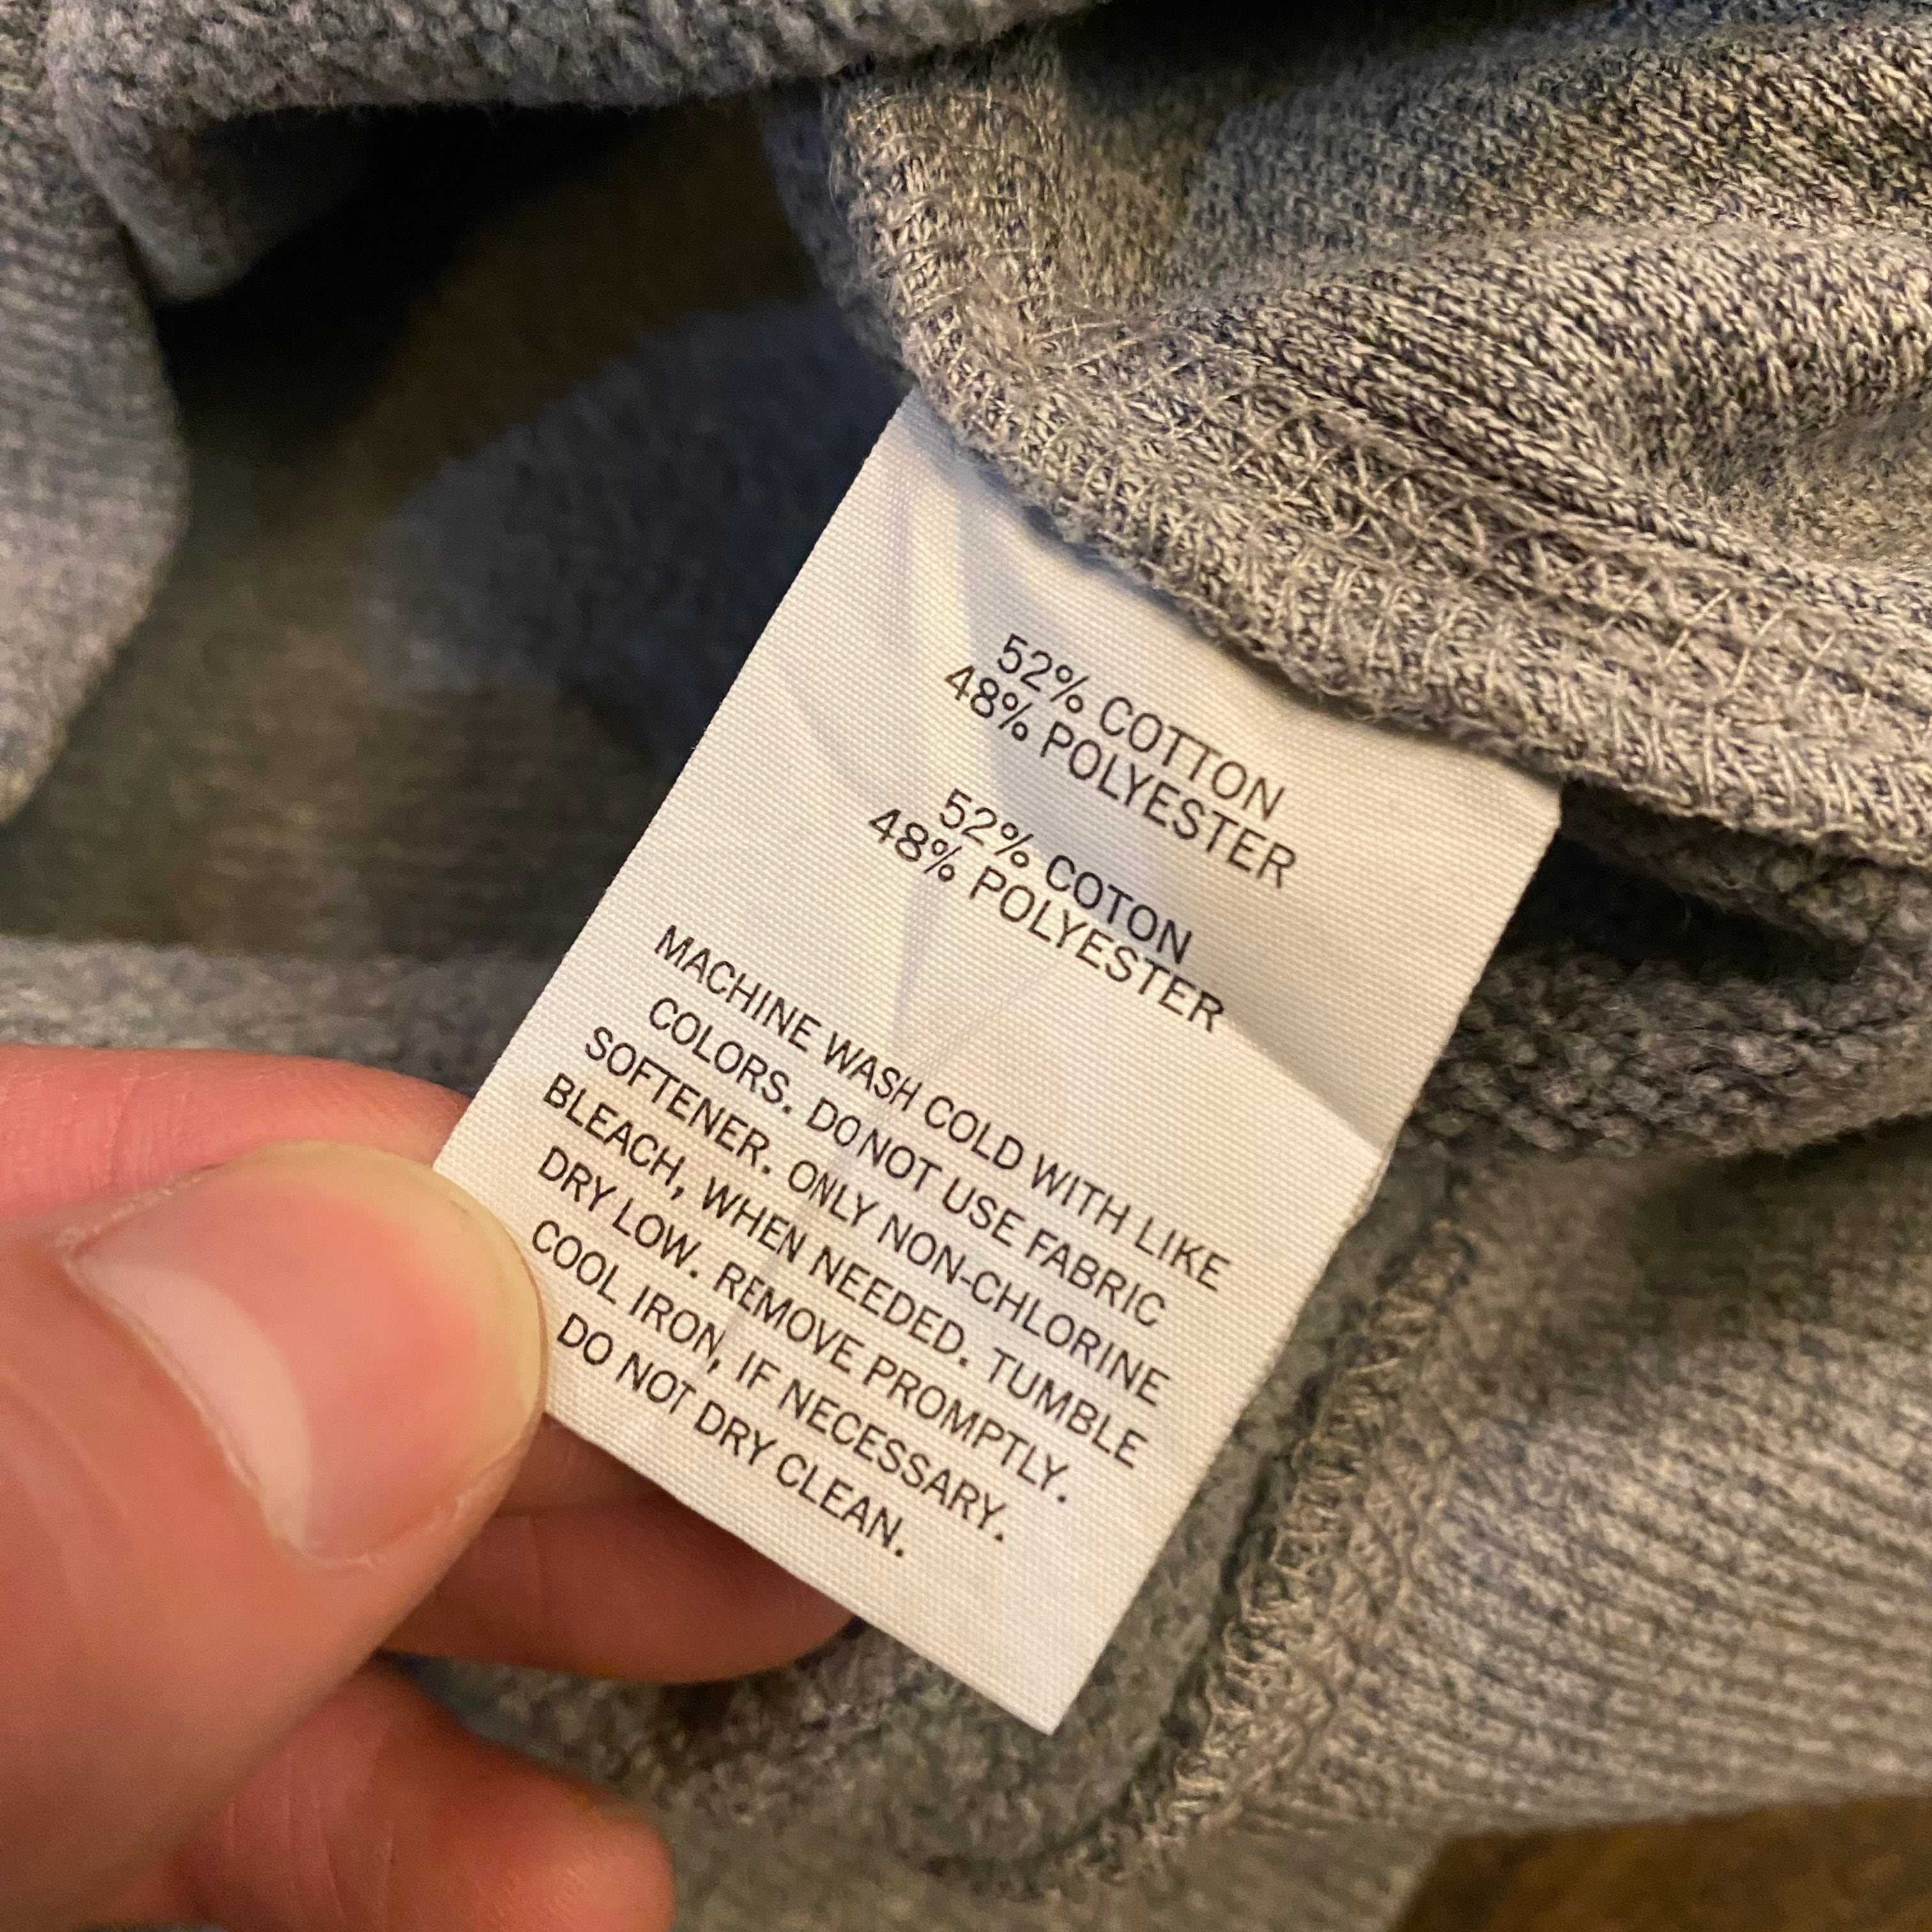 52% COTTON
48% POLYESTER
52% COTON
48% POLYESTER
MACHINE WASH COLD WITH LIKE
COLORS. DO NOT USE FABRIC
SOFTENER. ONLY NON-CHLORINE
BLEACH, WHEN NEEDED. TUMBLE
DRY LOW. REMOVE PROMPTLY.
COOL IRON, IF NECESSARY.
DO NOT DRY CLEAN.